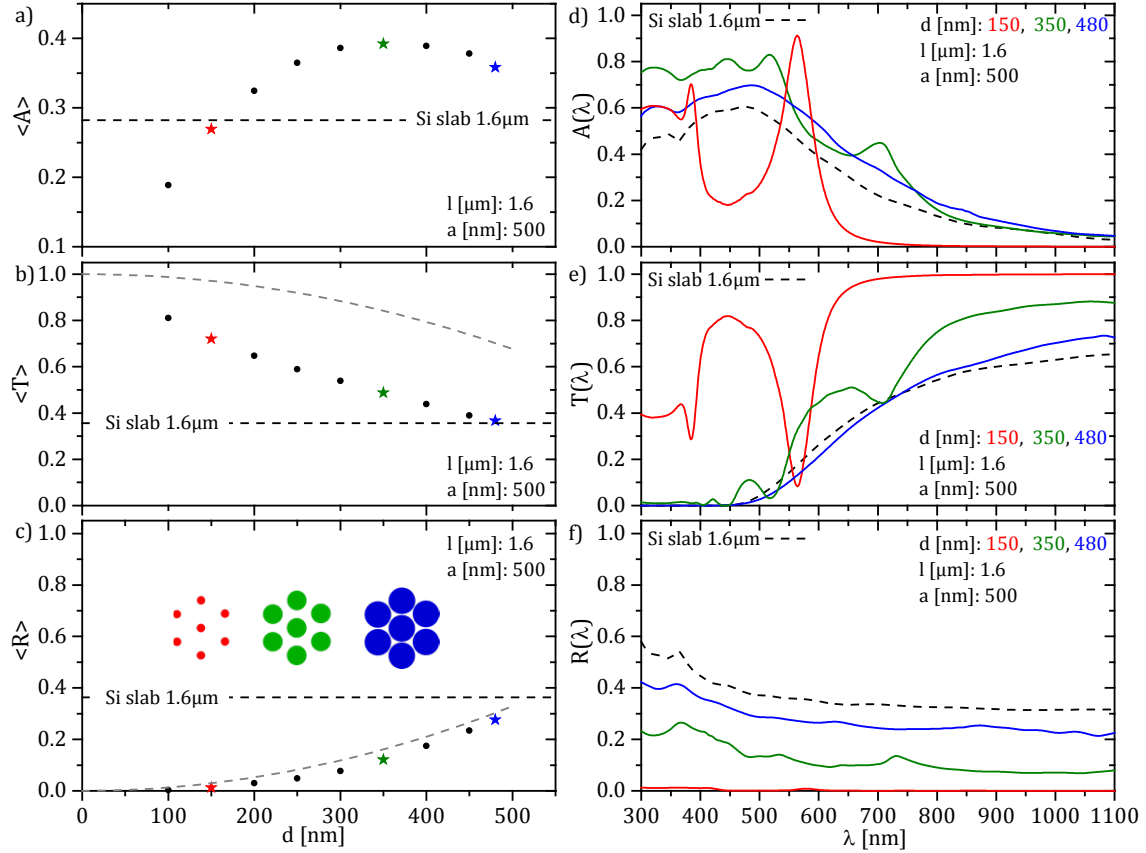 a)
<A>
0.4
0.3
0.2
0.1
Si slab 1.6µm
l [µm]: 1.6
a [nm]: 500
b)
<T>
1.0
0.8
0.6
0.4
0.2
0.0
Si slab 1.6µm
l [µm]: 1.6
a [nm]: 500
c)
<R>
1.0
0.8
0.6
0.4
0.2
0.0
l [µm]: 1.6
a [nm]: 500
Si slab 1.6µm
0 100 200 300 400 500
d [nm]
d)
A(λ)
1.0
0.8
0.6
0.4
0.2
0.0
Si slab 1.6µm
d [nm]: 150, 350, 480
l [µm]: 1.6
a [nm]: 500
e)
T(λ)
1.0
0.8
0.6
0.4
0.2
0.0
Si slab 1.6µm
d [nm]: 150, 350, 480
l [µm]: 1.6
a [nm]: 500
f)
R(λ)
1.0
0.8
0.6
0.4
0.2
0.0
Si slab 1.6µm
d [nm]: 150, 350, 480
l [µm]: 1.6
a [nm]: 500
300 400 500 600 700 800 900 1000 1100
λ [nm]